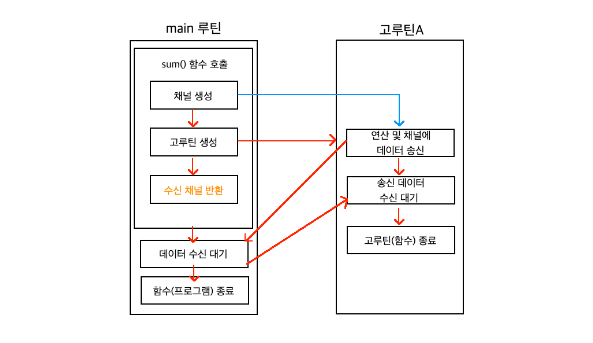 main 루틴
sum() 함수 호출
채널 생성
고루틴 생성
수신 채널 반환
데이터 수신 대기
함수(프로그램) 종료
고루틴A
연산 및 채널에
데이터 송신
송신 데이터
수신 대기
고루틴(함수) 종료